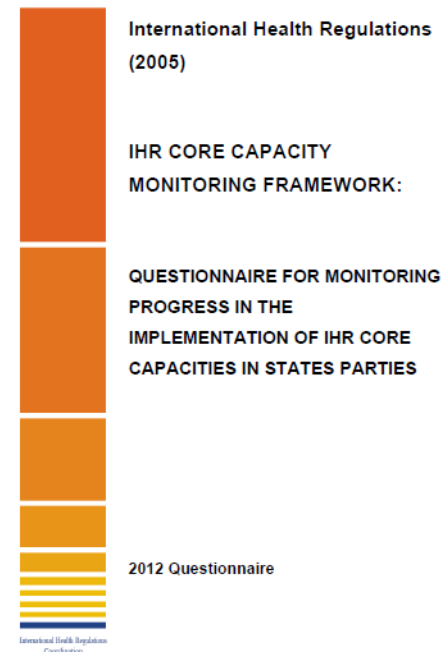 International Health Regulations
(2005)
IHR CORE CAPACITY
MONITORING FRAMEWORK:
QUESTIONNAIRE FOR MONITORING
PROGRESS IN THE
IMPLEMENTATION OF IHR CORE
CAPACITIES IN STATES PARTIES
2012 Questionnaire
International Health Regulations
Coordination